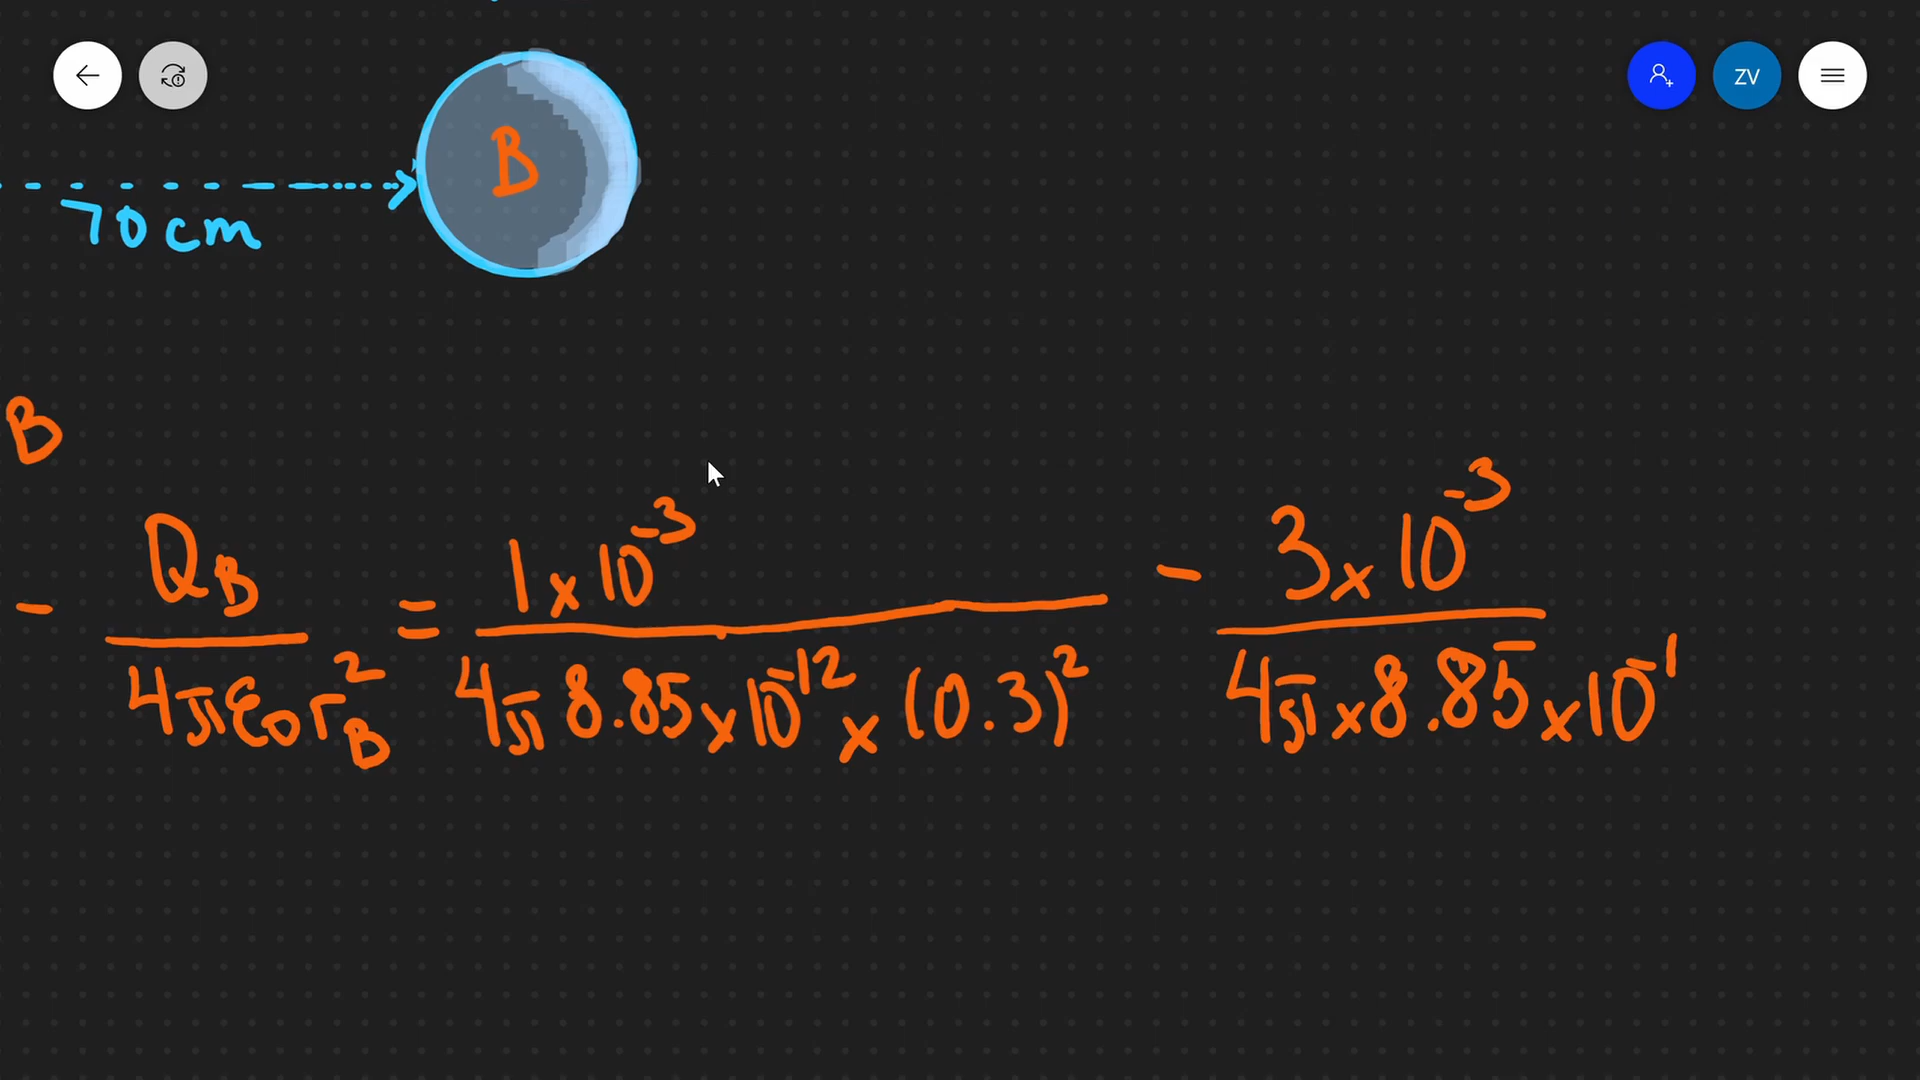 ZV
B
70 cm
B
- Q_B / 4πε₀r_B² = 1 x 10⁻³ / 4π 8.85 x 10⁻¹² x (0.3)² - 3 x 10⁻³ / 4π x 8.85 x 10⁻¹